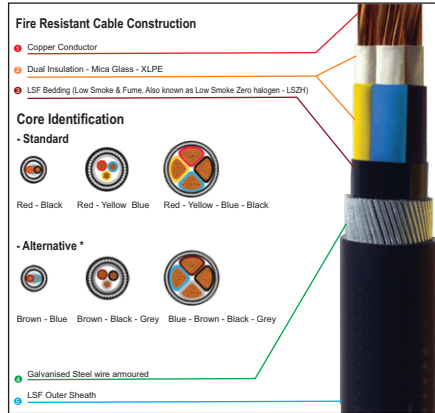 Fire Resistant Cable Construction
1 Copper Conductor
2 Dual Insulation - Mica Glass - XLPE
3 LSF Bedding (Low Smoke & Fume. Also known as Low Smoke Zero halogen - LSZH)
Core Identification
- Standard
Red - Black Red - Yellow Blue Red - Yellow - Blue - Black
- Alternative *
Brown - Blue Brown - Black - Grey Blue - Brown - Black - Grey
4 Galvanised Steel wire armoured
5 LSF Outer Sheath